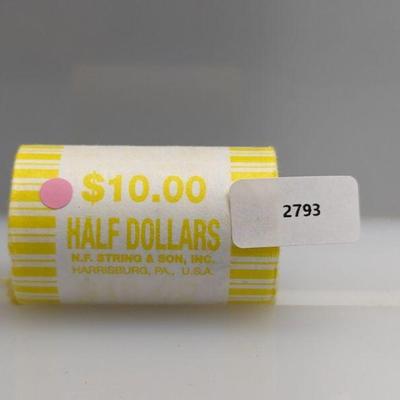 $10.00
HALF DOLLARS
N.F. STRING & SON, INC.
HARRISBURG, PA., U.S.A.
2793